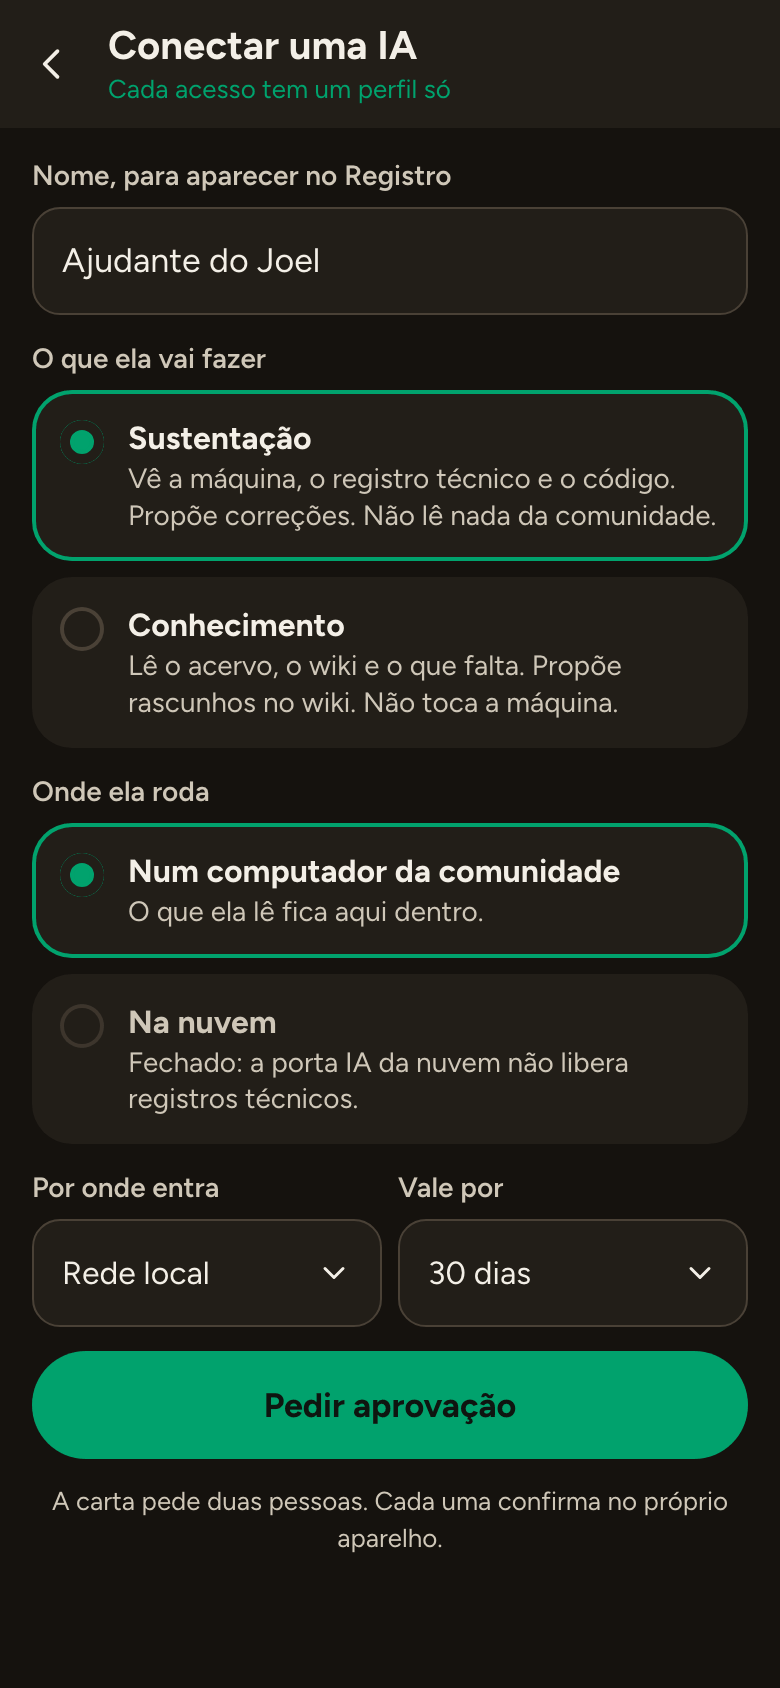 Conectar uma IA
Cada acesso tem um perfil só
Nome, para aparecer no Registro
Ajudante do Joel
O que ela vai fazer
Sustentação
Vê a máquina, o registro técnico e o código.
Propõe correções. Não lê nada da comunidade.
Conhecimento
Lê o acervo, o wiki e o que falta. Propõe
rascunhos no wiki. Não toca a máquina.
Onde ela roda
Num computador da comunidade
O que ela lê fica aqui dentro.
Na nuvem
Fechado: a porta IA da nuvem não libera
registros técnicos.
Por onde entra
Vale por
Rede local
30 dias
Pedir aprovação
A carta pede duas pessoas. Cada uma confirma no próprio
aparelho.